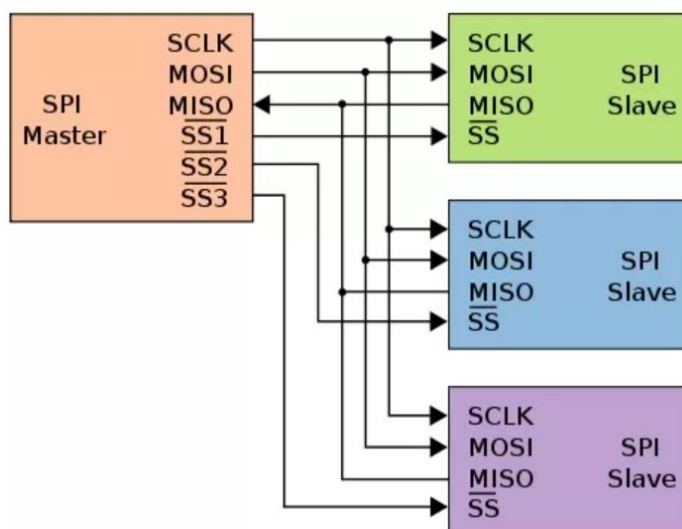 SCLK
MOSI
MISO
SS1
SS2
SS3
SPI
Master
SCLK
MOSI
MISO
SS
SPI
Slave
SCLK
MOSI
MISO
SS
SPI
Slave
SCLK
MOSI
MISO
SS
SPI
Slave